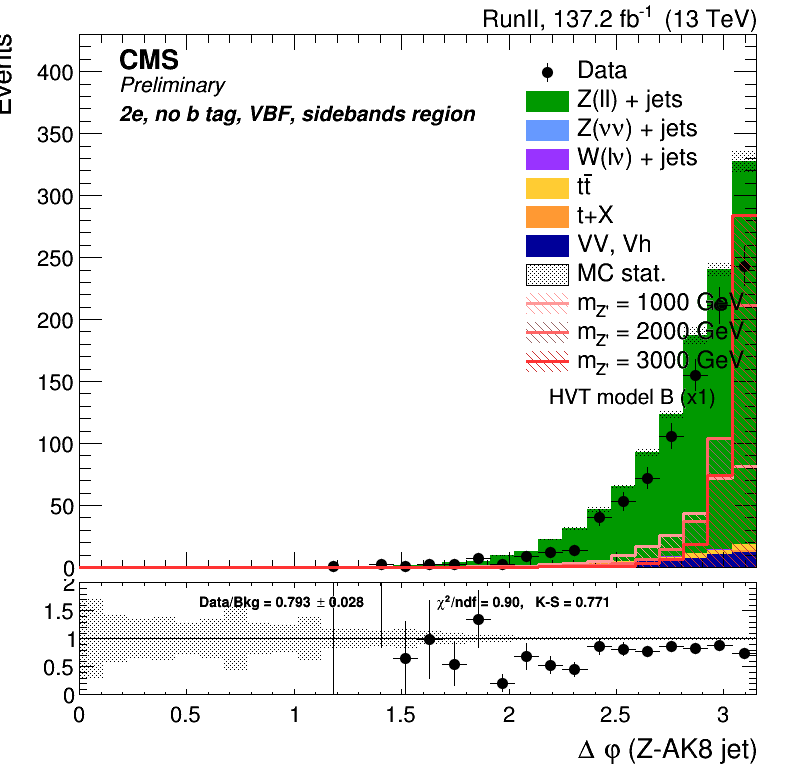 RunII, 137.2 fb⁻¹ (13 TeV)
Events
CMS
Preliminary
2e, no b tag, VBF, sidebands region
Data
Z(ll) + jets
Z(νν) + jets
W(lν) + jets
tt̄
t+X
VV, Vh
MC stat.
m_Z' = 1000 GeV
m_Z' = 2000 GeV
m_Z' = 3000 GeV
HVT model B (x1)
400
350
300
250
200
150
100
50
0
Data/Bkg = 0.793 ± 0.028
χ²/ndf = 0.90, K-S = 0.771
2
1.5
1
0.5
0
0 0.5 1 1.5 2 2.5 3
Δ φ (Z-AK8 jet)